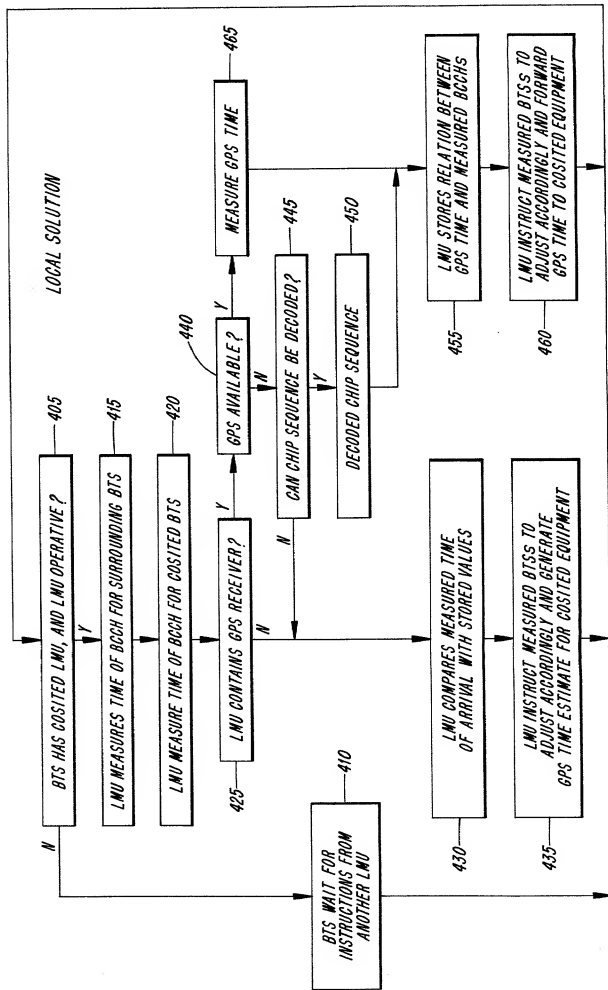 LOCAL SOLUTION
BTS HAS COSITED LMU, AND LMU OPERATIVE?
405
N
Y
LMU MEASURES TIME OF BCCH FOR SURROUNDING BTS
415
LMU MEASURE TIME OF BCCH FOR COSITED BTS
420
LMU CONTAINS GPS RECEIVER?
425
Y
N
GPS AVAILABLE?
440
Y
N
MEASURE GPS TIME
465
CAN CHIP SEQUENCE BE DECODED?
445
N
Y
DECODED CHIP SEQUENCE
450
BTS WAIT FOR
INSTRUCTIONS FROM
ANOTHER LMU
410
LMU COMPARES MEASURED TIME
OF ARRIVAL WITH STORED VALUES
430
LMU INSTRUCT MEASURED BTSs TO
ADJUST ACCORDINGLY AND GENERATE
GPS TIME ESTIMATE FOR COSITED EQUIPMENT
435
LMU STORES RELATION BETWEEN
GPS TIME AND MEASURED BCCHs
455
LMU INSTRUCT MEASURED BTSs TO
ADJUST ACCORDINGLY AND FORWARD
GPS TIME TO COSITED EQUIPMENT
460